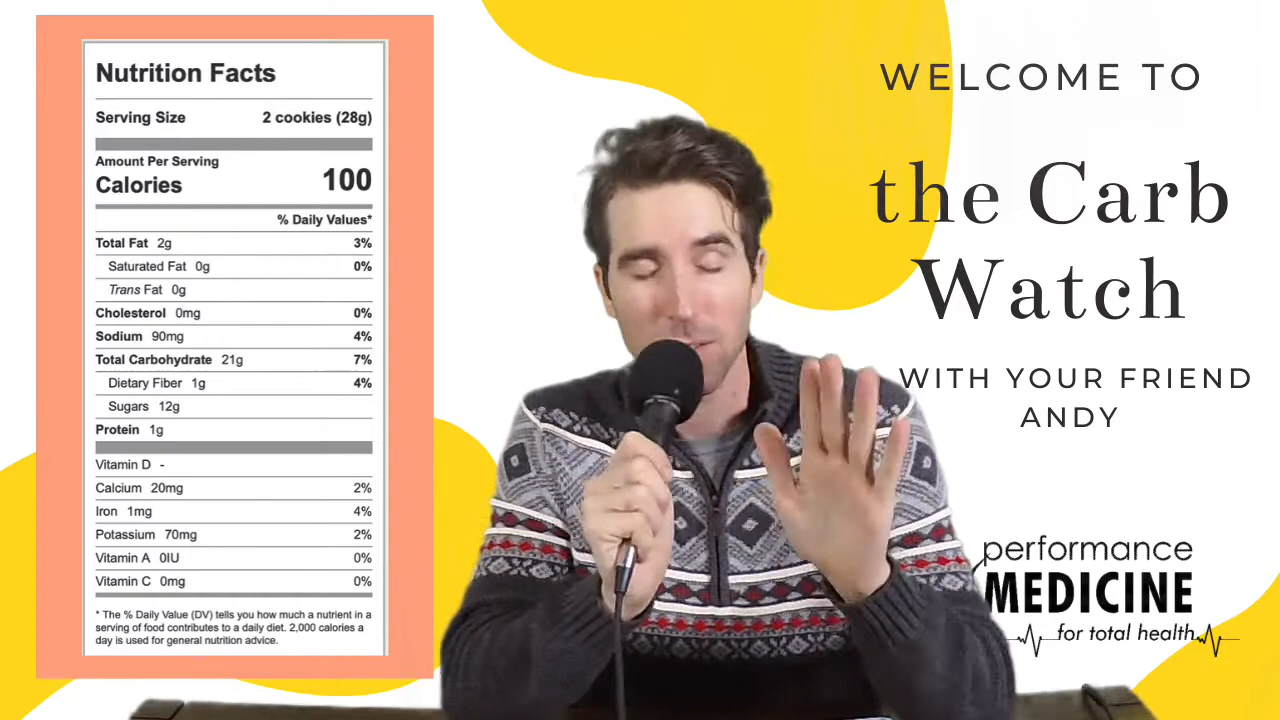 Nutrition Facts
Serving Size 2 cookies (28g)
Amount Per Serving
Calories 100
% Daily Values*
Total Fat 2g 3%
Saturated Fat 0g 0%
Trans Fat 0g
Cholesterol 0mg 0%
Sodium 90mg 4%
Total Carbohydrate 21g 7%
Dietary Fiber 1g 4%
Sugars 12g
Protein 1g
Vitamin D -
Calcium 20mg 2%
Iron 1mg 4%
Potassium 70mg 2%
Vitamin A 0IU 0%
Vitamin C 0mg 0%
* The % Daily Value (DV) tells you how much a nutrient in a
serving of food contributes to a daily diet. 2,000 calories a
day is used for general nutrition advice.
WELCOME TO
the Carb
Watch
WITH YOUR FRIEND
ANDY
performance
MEDICINE
for total health